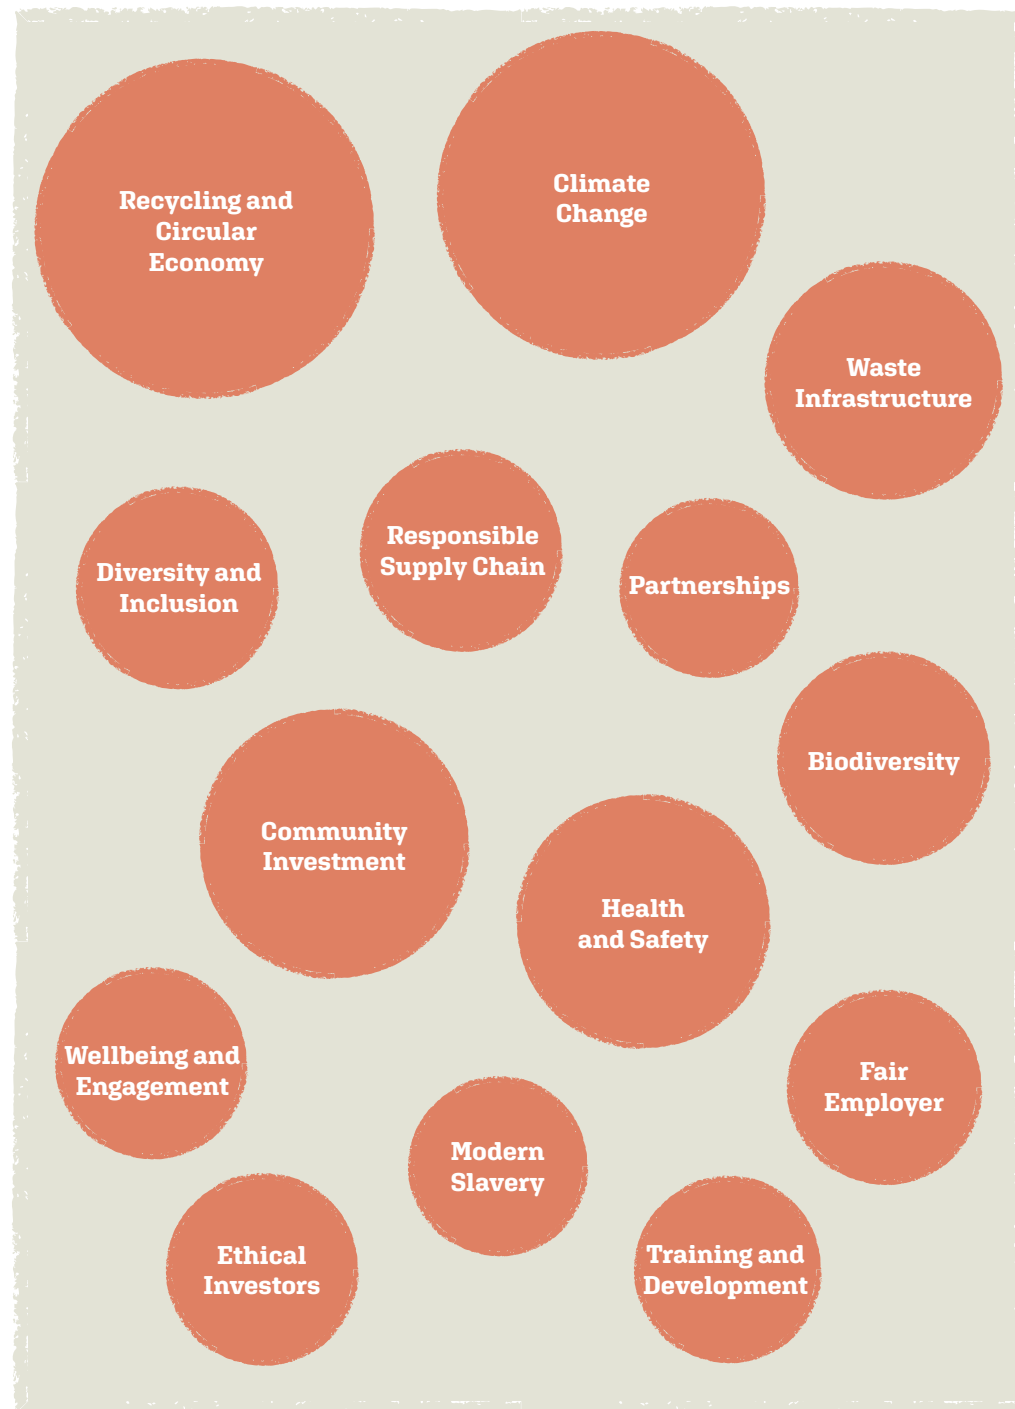 Recycling and
Circular
Economy
Climate
Change
Waste
Infrastructure
Responsible
Supply Chain
Diversity and
Inclusion
Partnerships
Biodiversity
Community
Investment
Health
and Safety
Wellbeing and
Engagement
Fair
Employer
Modern
Slavery
Ethical
Investors
Training and
Development